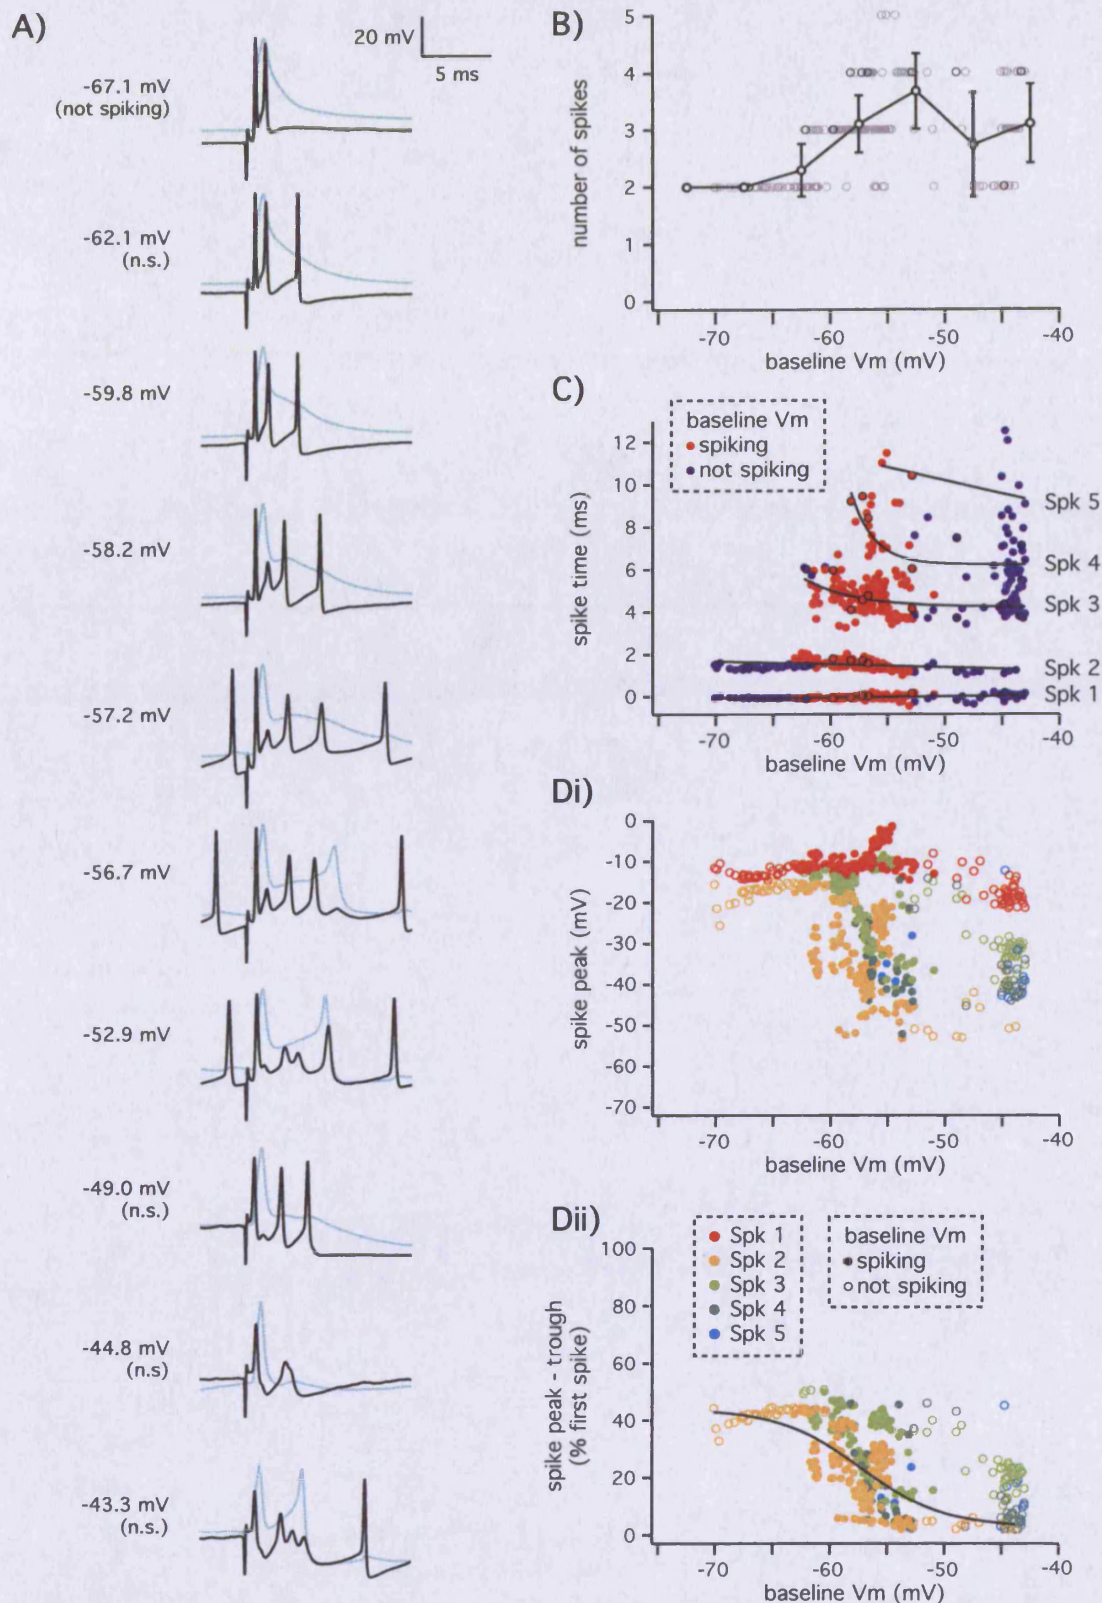 A)
20 mV
5 ms
-67.1 mV
(not spiking)
-62.1 mV
(n.s.)
-59.8 mV
-58.2 mV
-57.2 mV
-56.7 mV
-52.9 mV
-49.0 mV
(n.s.)
-44.8 mV
(n.s)
-43.3 mV
(n.s.)
B)
number of spikes
5
4
3
2
1
0
-70
-60
-50
-40
baseline Vm (mV)
C)
baseline Vm
spiking
not spiking
spike time (ms)
12
10
8
6
4
2
0
Spk 5
Spk 4
Spk 3
Spk 2
Spk 1
-70
-60
-50
-40
baseline Vm (mV)
Di)
spike peak (mV)
0
-10
-20
-30
-40
-50
-60
-70
-70
-60
-50
-40
baseline Vm (mV)
Dii)
Spk 1
Spk 2
Spk 3
Spk 4
Spk 5
baseline Vm
spiking
not spiking
spike peak - trough
(% first spike)
100
80
60
40
20
0
-70
-60
-50
-40
baseline Vm (mV)